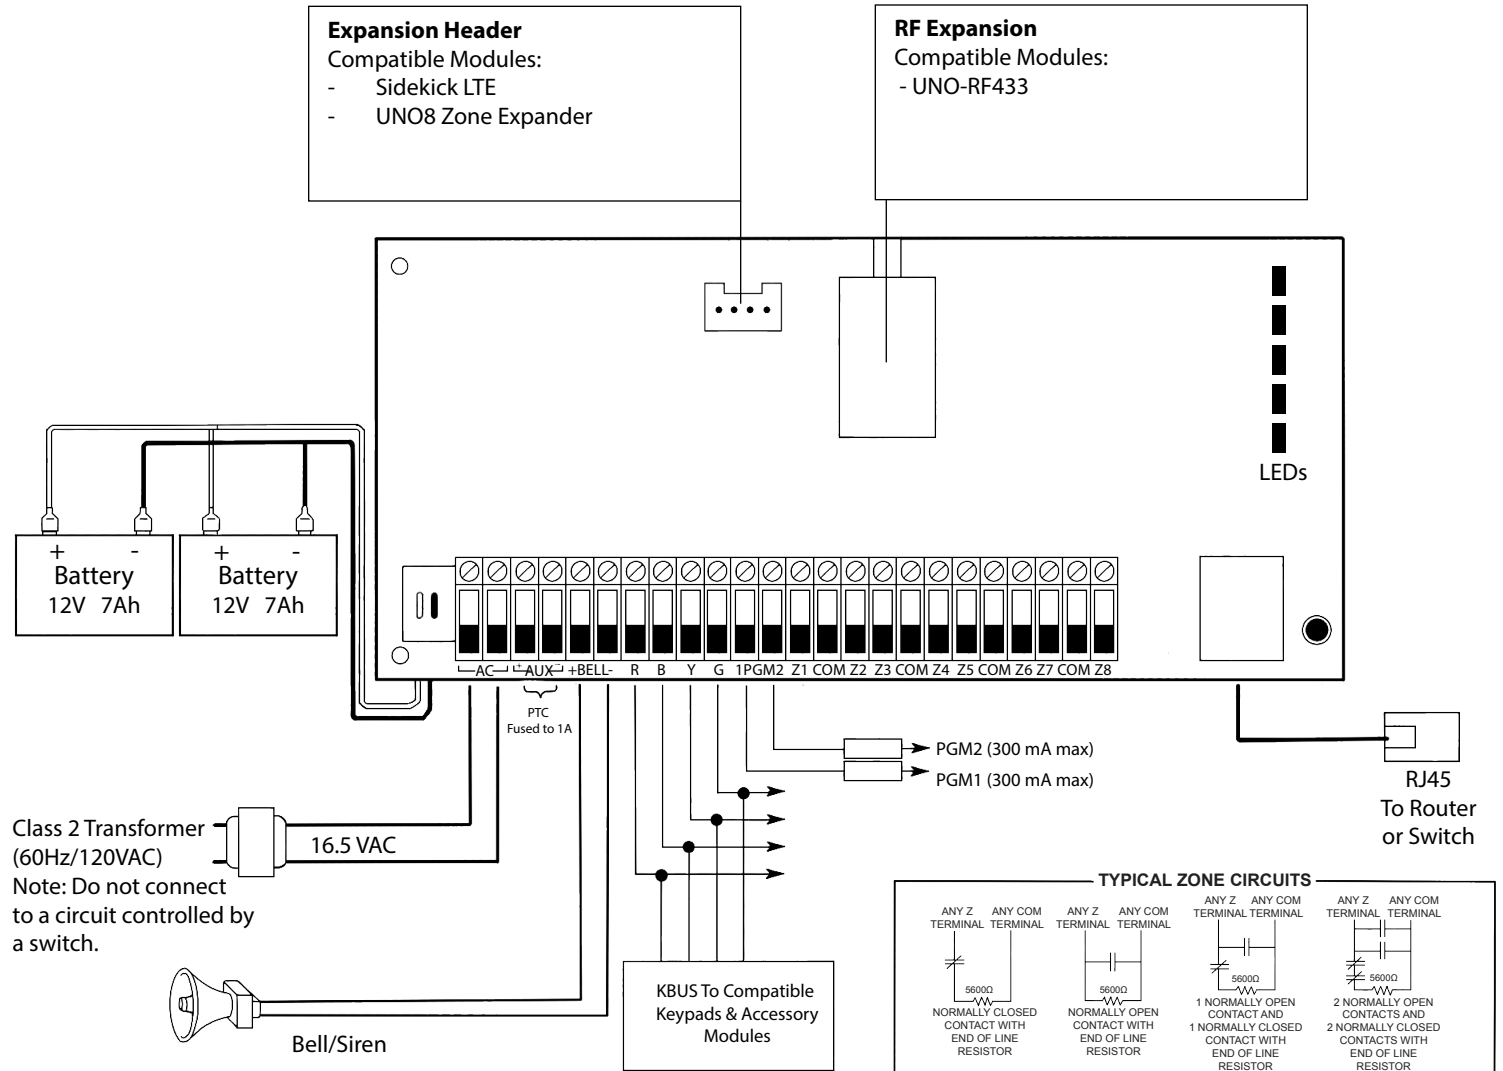 Expansion Header
Compatible Modules:
- Sidekick LTE
- UNO8 Zone Expander
RF Expansion
Compatible Modules:
- UNO-RF433
LEDs
+ -
Battery
12V 7Ah
+ -
Battery
12V 7Ah
AC + AUX - +BELL- R B Y G 1PGM2 Z1 COM Z2 Z3 COM Z4 Z5 COM Z6 Z7 COM Z8
PTC
Fused to 1A
PGM2 (300 mA max)
PGM1 (300 mA max)
RJ45
To Router
or Switch
Class 2 Transformer
(60Hz/120VAC)
Note: Do not connect
to a circuit controlled by
a switch.
16.5 VAC
Bell/Siren
KBUS To Compatible
Keypads & Accessory
Modules
TYPICAL ZONE CIRCUITS
ANY Z
TERMINAL
ANY COM
TERMINAL
5600Ω
NORMALLY CLOSED
CONTACT WITH
END OF LINE
RESISTOR
ANY Z
TERMINAL
ANY COM
TERMINAL
5600Ω
NORMALLY OPEN
CONTACT WITH
END OF LINE
RESISTOR
ANY Z
TERMINAL
ANY COM
TERMINAL
5600Ω
1 NORMALLY OPEN
CONTACT AND
1 NORMALLY CLOSED
CONTACT WITH
END OF LINE
RESISTOR
ANY Z
TERMINAL
ANY COM
TERMINAL
5600Ω
2 NORMALLY OPEN
CONTACTS AND
2 NORMALLY CLOSED
CONTACTS WITH
END OF LINE
RESISTOR